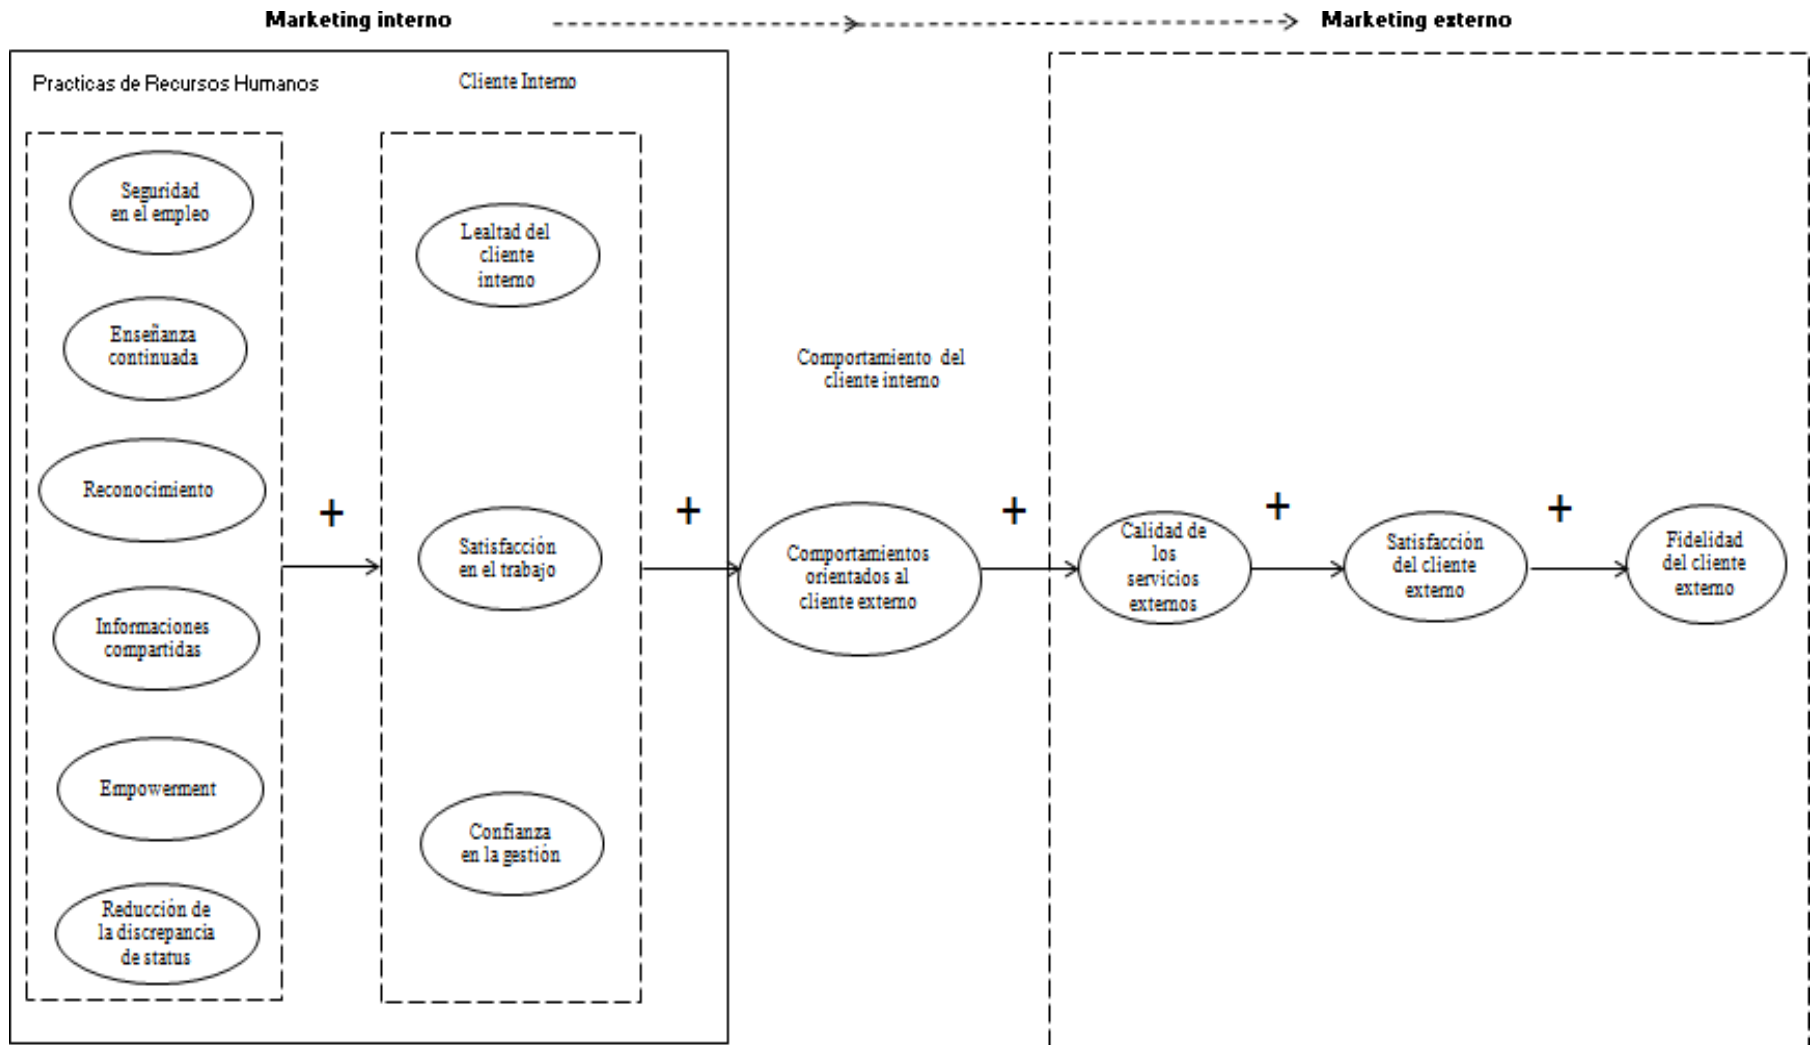 Marketing interno
Marketing externo
Practicas de Recursos Humanos
Cliente Interno
Seguridad
en el empleo
Enseñanza
continuada
Reconocimiento
Informaciones
compartidas
Empowerment
Reducción de
la discrepancia
de status
+
Lealtad del
cliente
interno
Satisfacción
en el trabajo
Confianza
en la gestión
+
Comportamiento del
cliente interno
Comportamientos
orientados al
cliente externo
+
Calidad de
los
servicios
externos
+
Satisfacción
del cliente
externo
+
Fidelidad
del cliente
externo